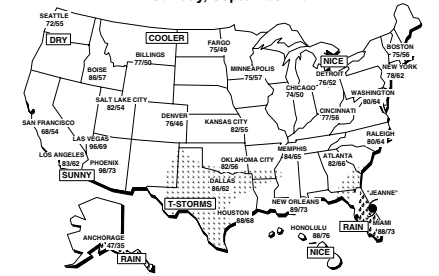 SEATTLE
72/55
DRY
COOLER
BILLINGS
77/50
FARGO
75/49
MINNEAPOLIS
75/57
BOISE
86/57
NICE
DETROIT
76/52
BOSTON
75/56
NEW YORK
78/62
CHICAGO
74/50
WASHINGTON
80/64
SALT LAKE CITY
82/54
CINCINNATI
77/56
DENVER
76/46
KANSAS CITY
82/55
SAN FRANCISCO
68/54
RALEIGH
80/64
LAS VEGAS
96/69
LOS ANGELES
83/62
PHOENIX
98/73
SUNNY
OKLAHOMA CITY
82/56
MEMPHIS
84/65
ATLANTA
82/66
DALLAS
86/62
"JEANNE"
T-STORMS
HOUSTON
88/68
NEW ORLEANS
89/73
RAIN
MIAMI
88/73
ANCHORAGE
47/35
RAIN
HONOLULU
88/76
NICE